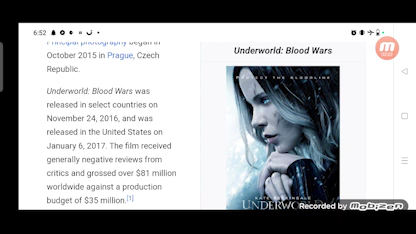 6:52
Principal photography began in
October 2015 in Prague, Czech
Republic.
Underworld: Blood Wars was
released in select countries on
November 24, 2016, and was
released in the United States on
January 6, 2017. The film received
generally negative reviews from
critics and grossed over $81 million
worldwide against a production
budget of $35 million.[1]
Underworld: Blood Wars
PROTECT THE BLOODLINE
KATE BECKINSALE
UNDERWORLD
Recorded by mobizen